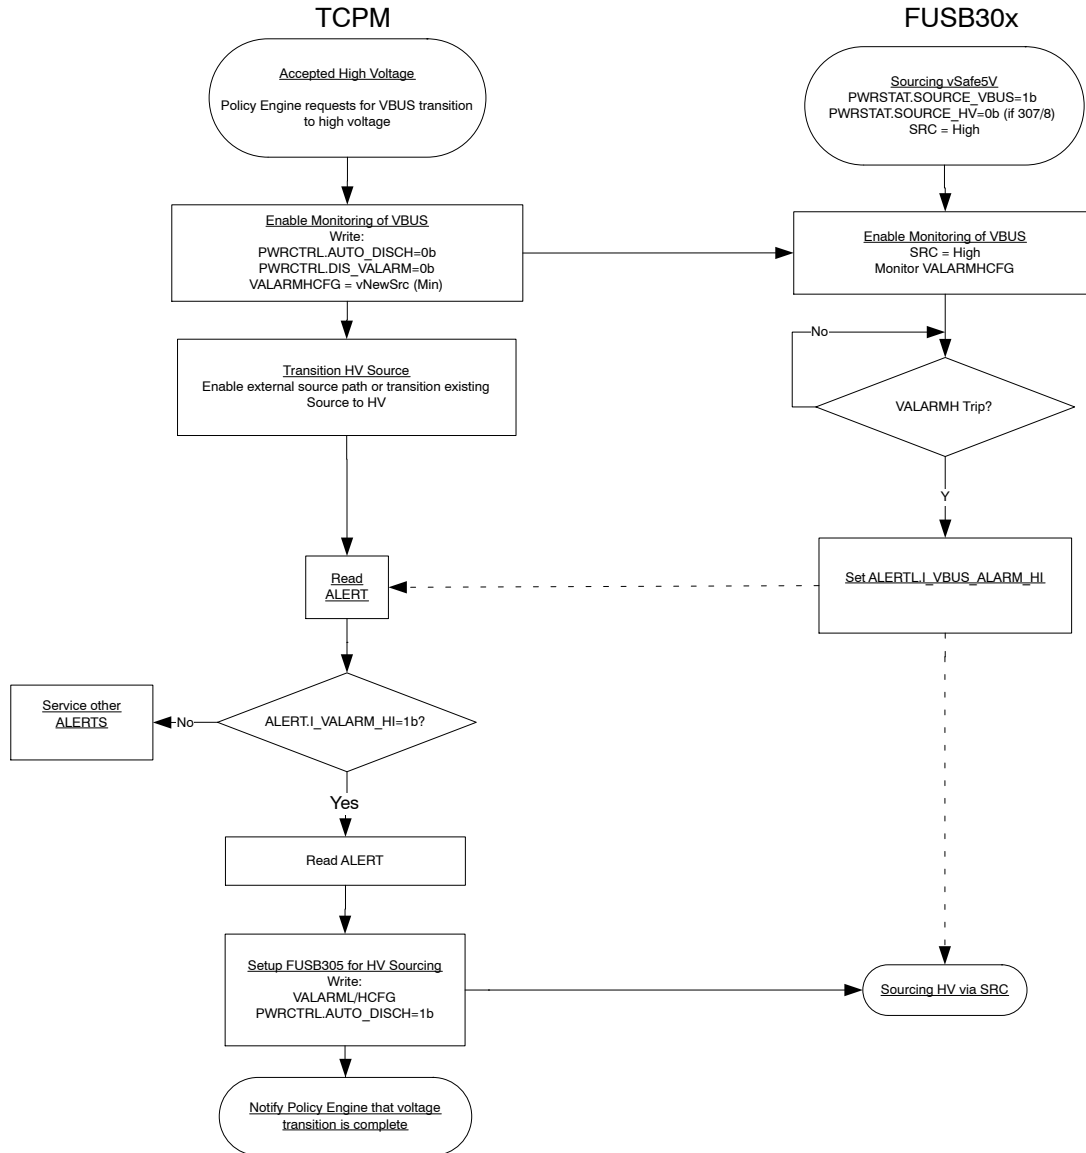 TCPM
FUSB30x
Accepted High Voltage
Policy Engine requests for VBUS transition
to high voltage
Sourcing vSafe5V
PWRSTAT.SOURCE_VBUS=1b
PWRSTAT.SOURCE_HV=0b (if 307/8)
SRC = High
Enable Monitoring of VBUS
Write:
PWRCTRL.AUTO_DISCH=0b
PWRCTRL.DIS_VALARM=0b
VALARMHCFG = vNewSrc (Min)
Enable Monitoring of VBUS
SRC = High
Monitor VALARMHCFG
No
Transition HV Source
Enable external source path or transition existing
Source to HV
VALARMH Trip?
Y
Read
ALERT
Set ALERTL.I_VBUS_ALARM_HI
Service other
ALERTS
No
ALERT.I_VALARM_HI=1b?
Yes
Read ALERT
Setup FUSB305 for HV Sourcing
Write:
VALARML/HCFG
PWRCTRL.AUTO_DISCH=1b
Sourcing HV via SRC
Notify Policy Engine that voltage
transition is complete